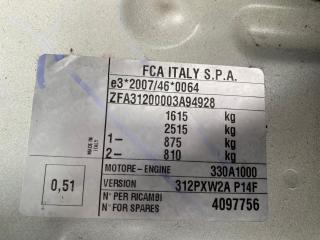 FCA ITALY S.P.A.
e3*2007/46*0064
ZFA31200003A94928
1615 kg
2515 kg
1- 875 kg
2- 810 kg
MADE IN ITALY
MOTORE - ENGINE 330A1000
VERSION 312PXW2A P14F
N° PER RICAMBI
N° FOR SPARES 4097756
0,51